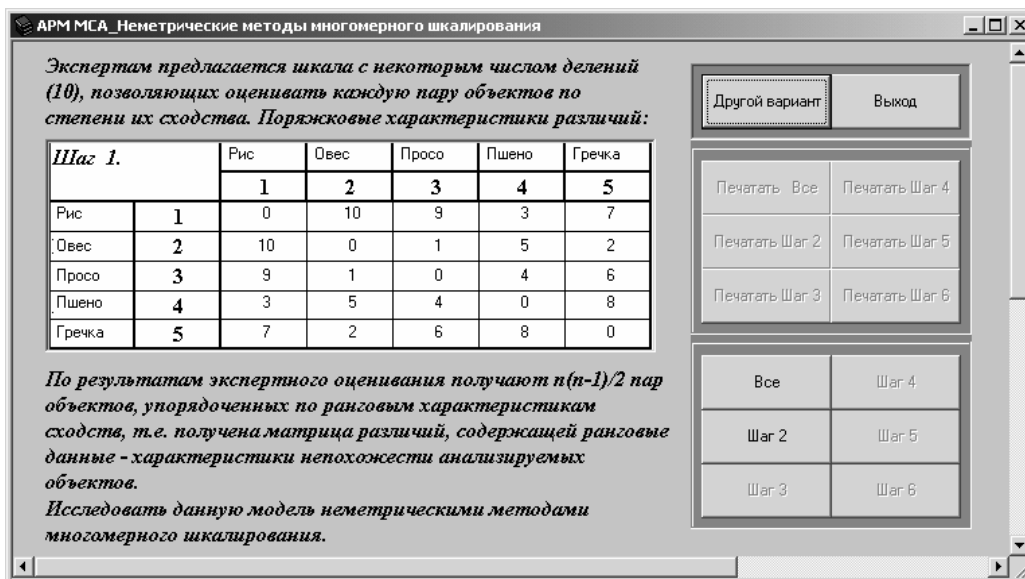 АРМ МСА_Неметрические методы многомерного шкалирования
Экспертам предлагается шкала с некоторым числом делений
(10), позволяющих оценивать каждую пару объектов по
степени их сходства. Поряжковые характеристики различий:
Шаг 1. Рис Овес Просо Пшено Гречка
1 2 3 4 5
Рис 1 0 10 9 3 7
Овес 2 10 0 1 5 2
Просо 3 9 1 0 4 6
Пшено 4 3 5 4 0 8
Гречка 5 7 2 6 8 0
По результатам экспертного оценивания получают n(n-1)/2 пар
объектов, упорядоченных по ранговым характеристикам
сходств, т.е. получена матрица различий, содержащей ранговые
данные - характеристики непохожести анализируемых
объектов.
Исследовать данную модель неметрическими методами
многомерного шкалирования.
Другой вариант Выход
Печатать Все Печатать Шаг 4
Печатать Шаг 2 Печатать Шаг 5
Печатать Шаг 3 Печатать Шаг 6
Все Шаг 4
Шаг 2 Шаг 5
Шаг 3 Шаг 6